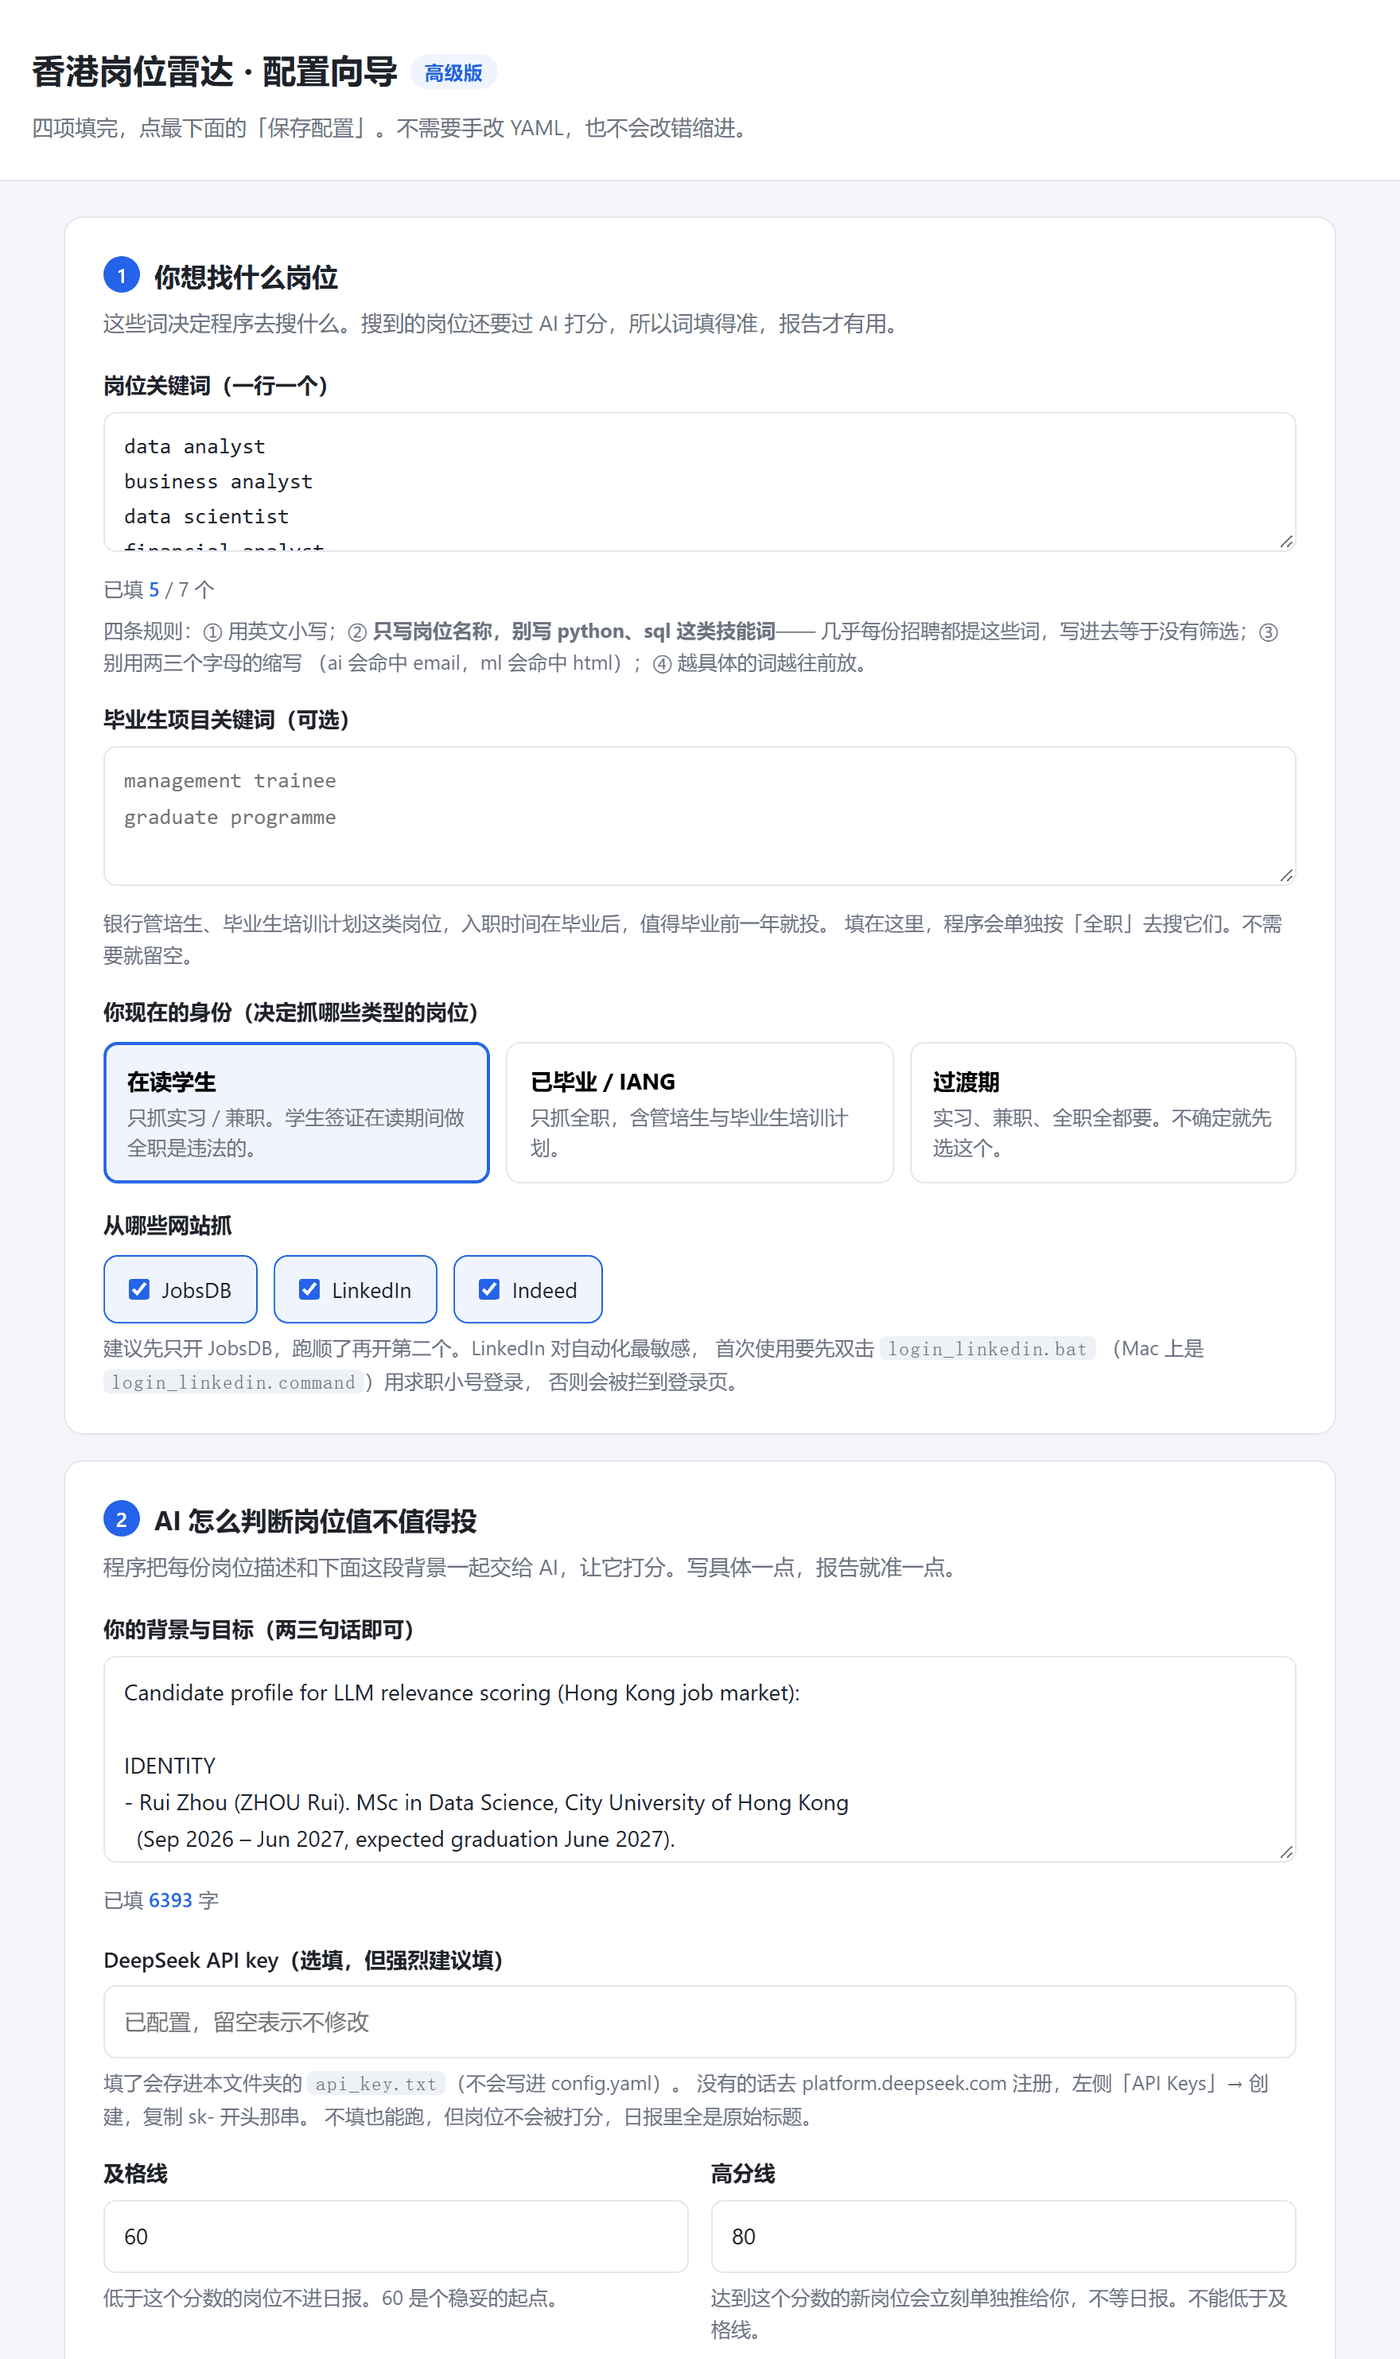 香港岗位雷达 · 配置向导 高级版
四项填完，点最下面的「保存配置」。不需要手改 YAML，也不会改错缩进。
1 你想找什么岗位
这些词决定程序去搜什么。搜到的岗位还要过 AI 打分，所以词填得准，报告才有用。
岗位关键词（一行一个）
data analyst
business analyst
data scientist
financial analyst
已填 5 / 7 个
四条规则：① 用英文小写；② 只写岗位名称，别写 python、sql 这类技能词—— 几乎每份招聘都提这些词，写进去等于没有筛选；③
别用两三个字母的缩写 （ai 会命中 email，ml 会命中 html）；④ 越具体的词越往前放。
毕业生项目关键词（可选）
management trainee
graduate programme
银行管培生、毕业生培训计划这类岗位，入职时间在毕业后，值得毕业前一年就投。 填在这里，程序会单独按「全职」去搜它们。不需
要就留空。
你现在的身份（决定抓哪些类型的岗位）
在读学生
只抓实习 / 兼职。学生签证在读期间做
全职是违法的。
已毕业 / IANG
只抓全职，含管培生与毕业生培训计
划。
过渡期
实习、兼职、全职全都要。不确定就先
选这个。
从哪些网站抓
JobsDB LinkedIn Indeed
建议先只开 JobsDB，跑顺了再开第二个。LinkedIn 对自动化最敏感， 首次使用要先双击 login_linkedin.bat （Mac 上是
login_linkedin.command）用求职小号登录， 否则会被拦到登录页。
2 AI 怎么判断岗位值不值得投
程序把每份岗位描述和下面这段背景一起交给 AI，让它打分。写具体一点，报告就准一点。
你的背景与目标（两三句话即可）
Candidate profile for LLM relevance scoring (Hong Kong job market):
IDENTITY
- Rui Zhou (ZHOU Rui). MSc in Data Science, City University of Hong Kong
(Sep 2026 – Jun 2027, expected graduation June 2027).
已填 6393 字
DeepSeek API key（选填，但强烈建议填）
已配置，留空表示不修改
填了会存进本文件夹的 api_key.txt（不会写进 config.yaml）。 没有的话去 platform.deepseek.com 注册，左侧「API Keys」→ 创
建，复制 sk- 开头那串。 不填也能跑，但岗位不会被打分，日报里全是原始标题。
及格线
60
低于这个分数的岗位不进日报。60 是个稳妥的起点。
高分线
80
达到这个分数的新岗位会立刻单独推给你，不等日报。不能低于及
格线。